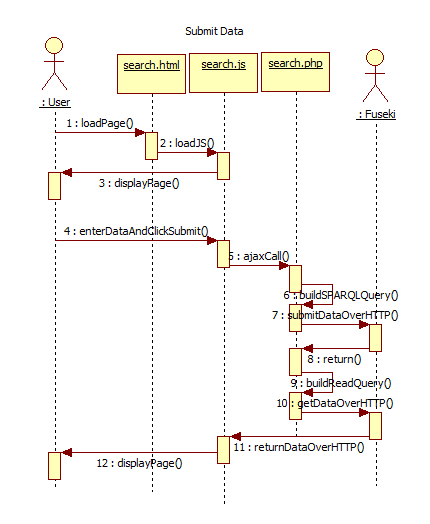 Submit Data
search.html
search.js
search.php
: User
: Fuseki
1 : loadPage()
2 : loadJS()
3 : displayPage()
4 : enterDataAndClickSubmit()
5 : ajaxCall()
6 : buildSPARQLQuery()
7 : submitDataOverHTTP()
8 : return()
9 : buildReadQuery()
10 : getDataOverHTTP()
11 : returnDataOverHTTP()
12 : displayPage()